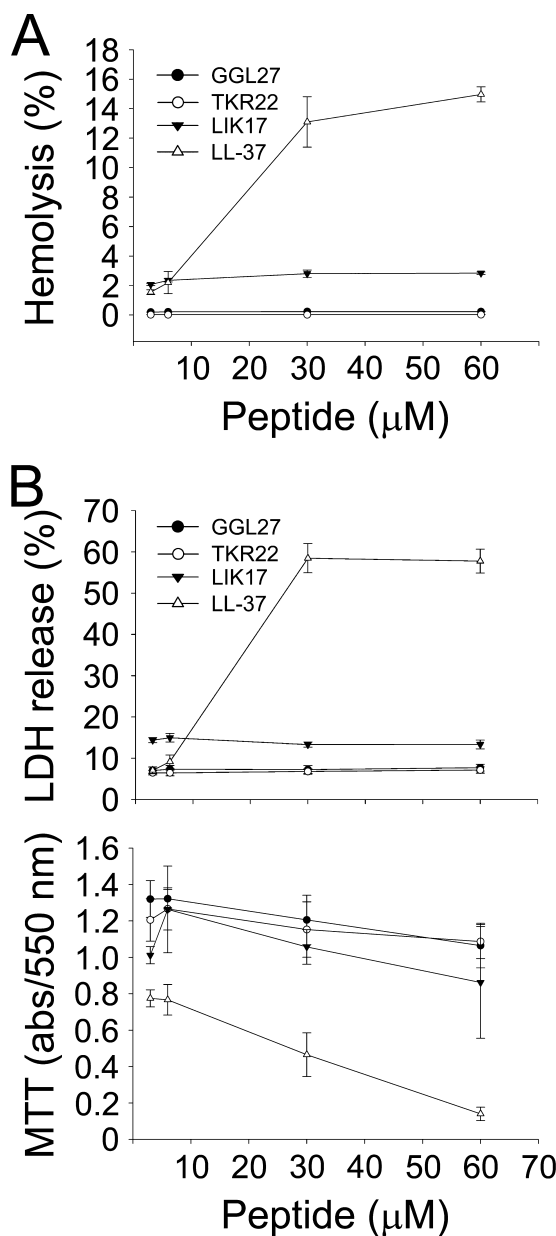 A
Hemolysis (%)
18
16
14
12
10
8
6
4
2
0
GGL27
TKR22
LIK17
LL-37
10 20 30 40 50 60
Peptide (μM)
B
LDH release (%)
70
60
50
40
30
20
10
0
GGL27
TKR22
LIK17
LL-37
MTT (abs/550 nm)
1.6
1.4
1.2
1.0
0.8
0.6
0.4
0.2
0
10 20 30 40 50 60 70
Peptide (μM)